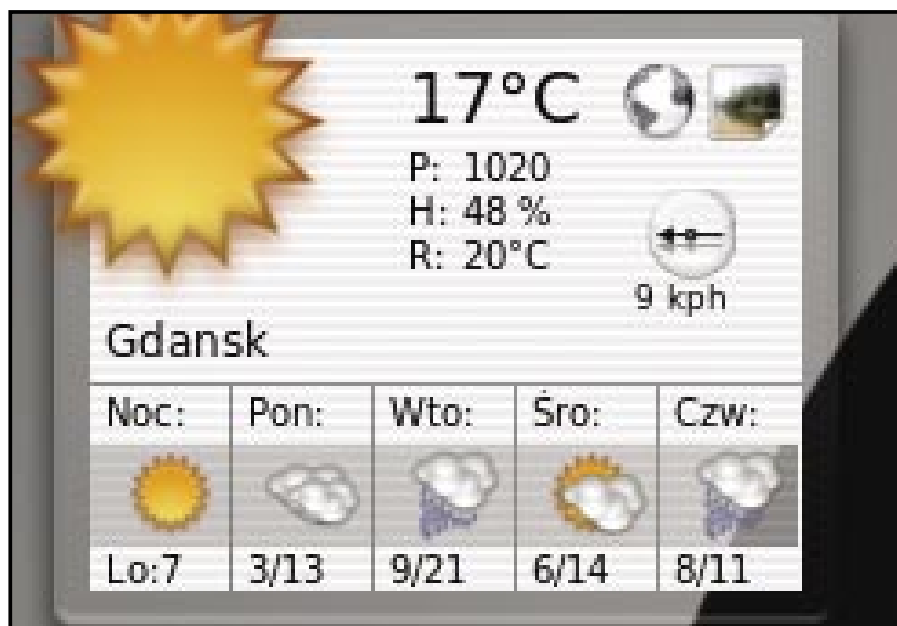 17°C
P: 1020
H: 48 %
R: 20°C
9 kph
Gdansk
Noc: Pon: Wto: Śro: Czw:
Lo:7 3/13 9/21 6/14 8/11